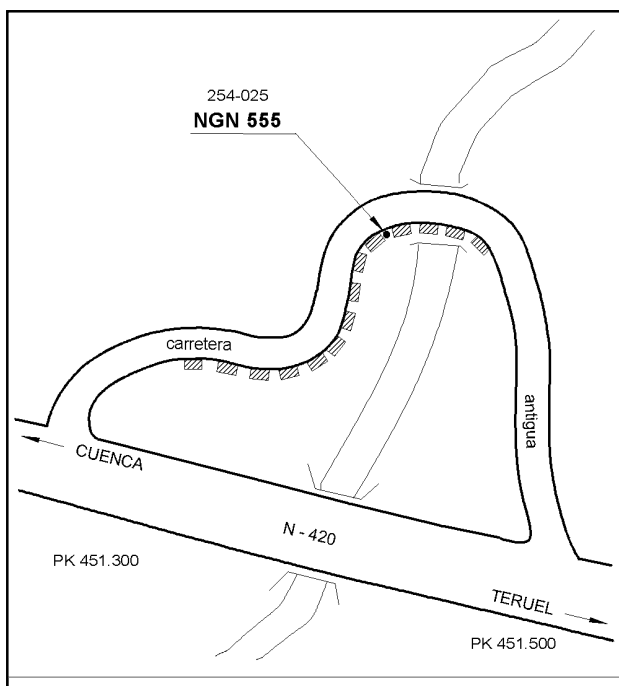 254-025
NGN 555
carretera
antigua
CUENCA
N - 420
PK 451.300
TERUEL
PK 451.500